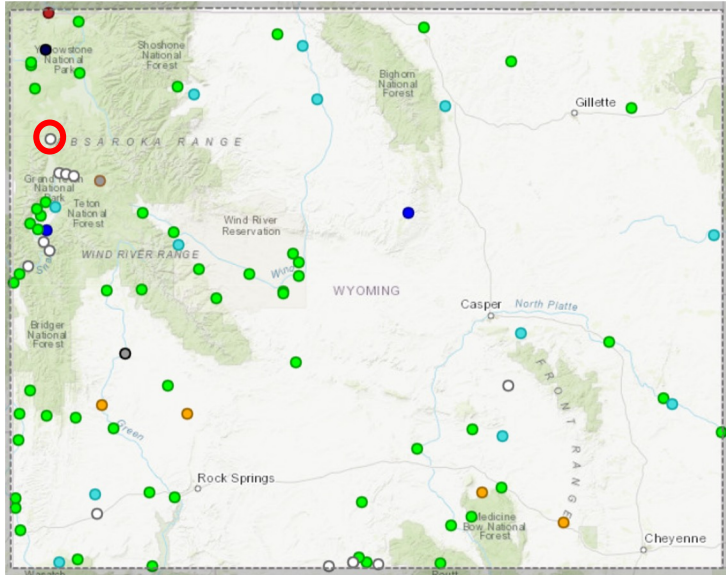 Yellowstone
National
Park
Shoshone
National
Forest
Bighorn
National
Forest
Gillette
BSAROKA RANGE
Grand Teton
National
Park
Teton
National
Forest
Wind River
Reservation
WIND RIVER RANGE
Wind
WYOMING
Casper
North Platte
Bridger
National
Forest
FRONT RANGE
Green
Rock Springs
Medicine
Bow National
Forest
Cheyenne